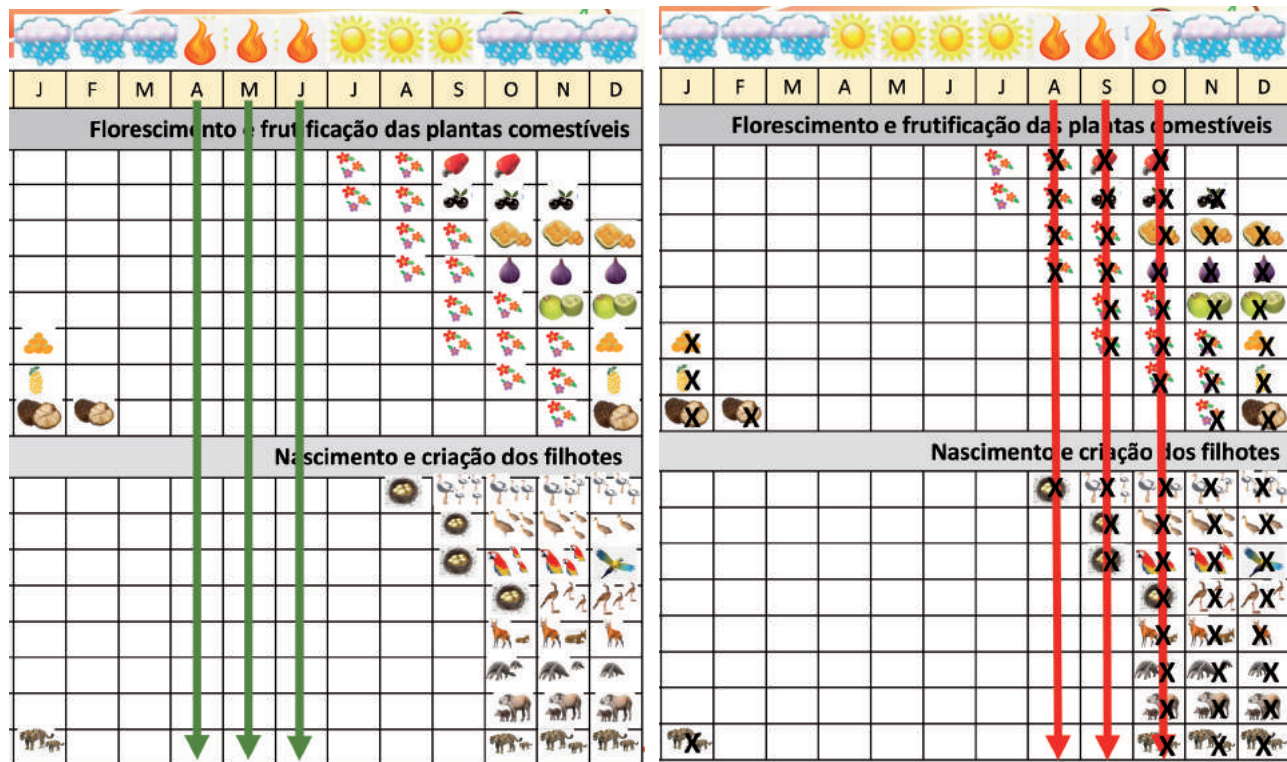 J F M A M J J A S O N D
Florescimento e frutificação das plantas comestíveis
Nascimento e criação dos filhotes
J F M A M J J A S O N D
Florescimento e frutificação das plantas comestíveis
X X X
X X X X
X X X X X
X X X X X
X X X X
X X X X X
X X X X
X X X X
Nascimento e criação dos filhotes
X X X X X
X X X X
X X X X
X X X
X X X
X X X
X X X
X X X X